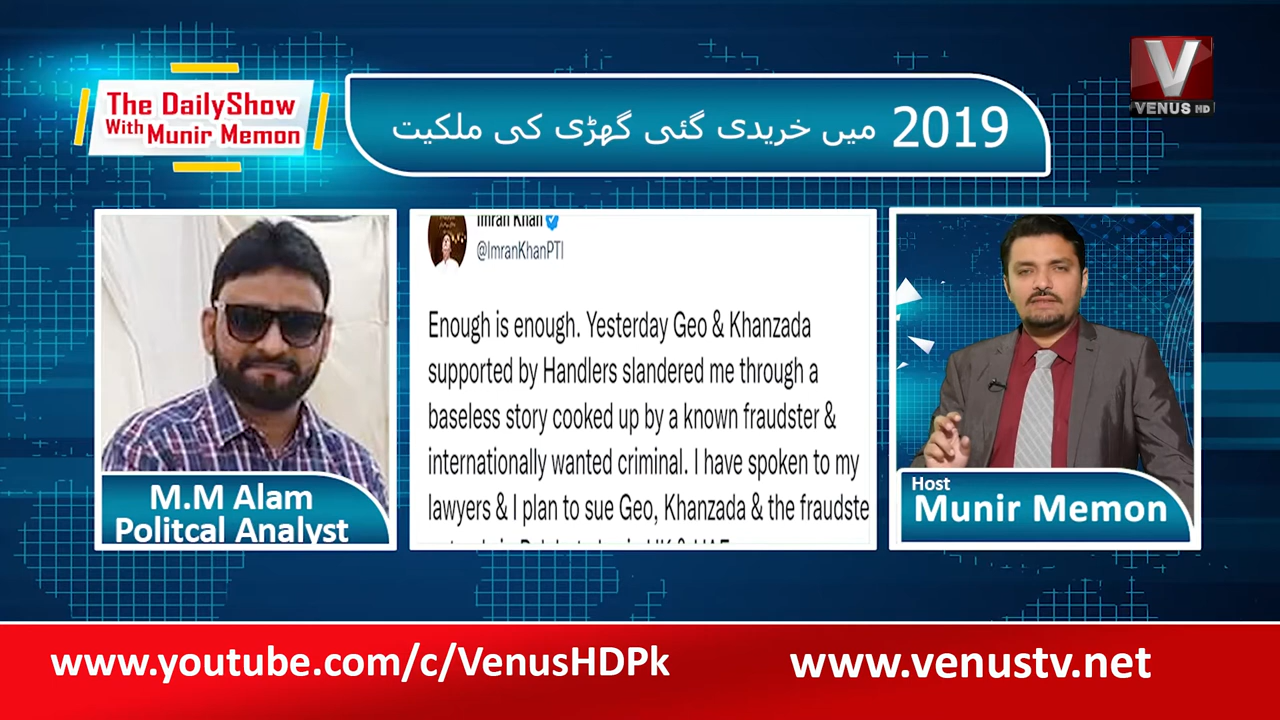 The DailyShow
With Munir Memon
2019 میں خریدی گئی گھڑی کی ملکیت
V
VENUS HD
Imran Khan
@ImranKhanPTI
Enough is enough. Yesterday Geo & Khanzada
supported by Handlers slandered me through a
baseless story cooked up by a known fraudster &
internationally wanted criminal. I have spoken to my
lawyers & I plan to sue Geo, Khanzada & the fraudste
M.M Alam
Politcal Analyst
Host
Munir Memon
www.youtube.com/c/VenusHDPk
www.venustv.net